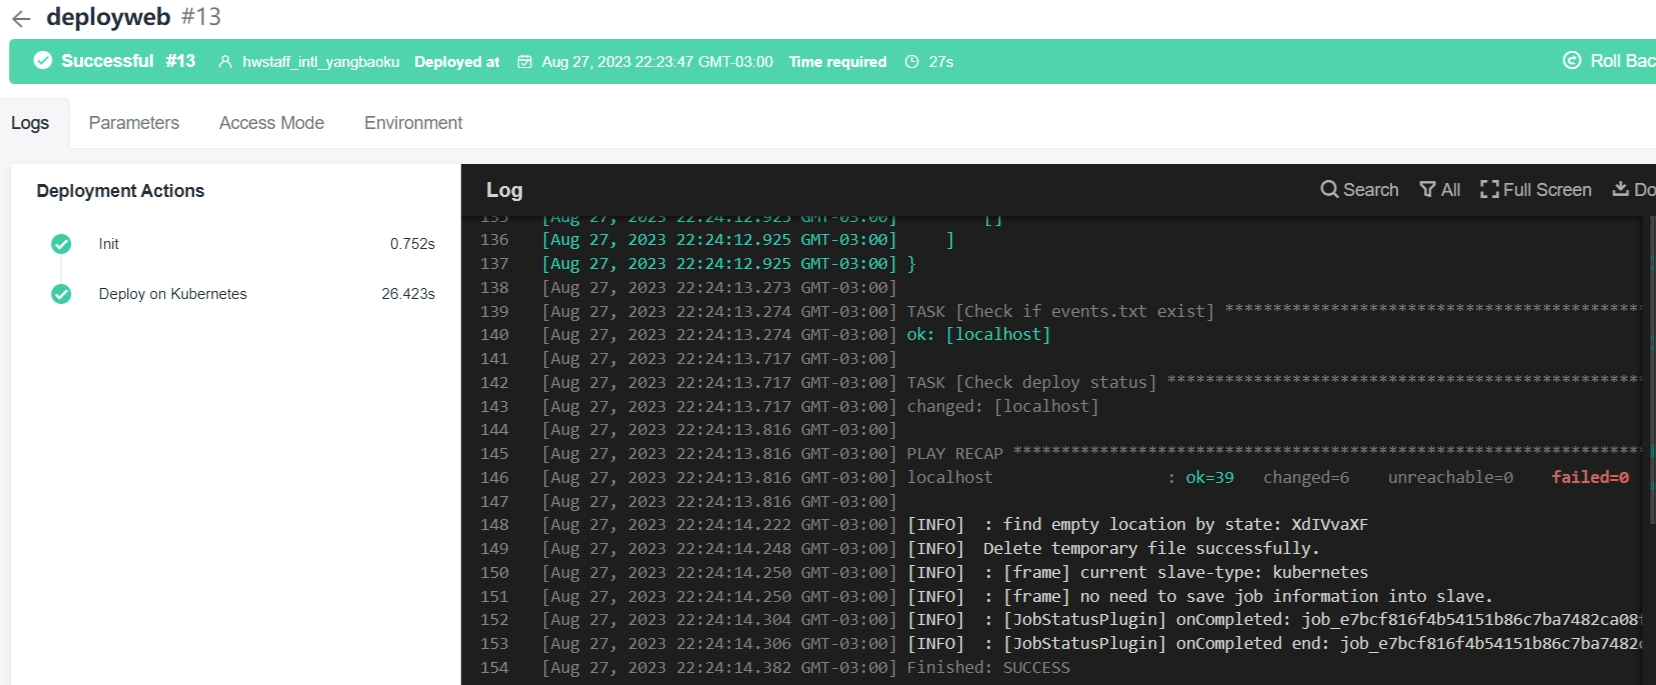 deployweb #13
Successful #13 hwstaff_intl_yangbaoku Deployed at Aug 27, 2023 22:23:47 GMT-03:00 Time required 27s Roll Bac
Logs Parameters Access Mode Environment
Deployment Actions
Init 0.752s
Deploy on Kubernetes 26.423s
Log Search All Full Screen Do
135 [Aug 27, 2023 22:24:12.925 GMT-03:00] []
136 [Aug 27, 2023 22:24:12.925 GMT-03:00] ]
137 [Aug 27, 2023 22:24:12.925 GMT-03:00] }
138 [Aug 27, 2023 22:24:13.273 GMT-03:00]
139 [Aug 27, 2023 22:24:13.274 GMT-03:00] TASK [Check if events.txt exist] ********************************************
140 [Aug 27, 2023 22:24:13.274 GMT-03:00] ok: [localhost]
141 [Aug 27, 2023 22:24:13.717 GMT-03:00]
142 [Aug 27, 2023 22:24:13.717 GMT-03:00] TASK [Check deploy status] **************************************************
143 [Aug 27, 2023 22:24:13.717 GMT-03:00] changed: [localhost]
144 [Aug 27, 2023 22:24:13.816 GMT-03:00]
145 [Aug 27, 2023 22:24:13.816 GMT-03:00] PLAY RECAP ******************************************************************
146 [Aug 27, 2023 22:24:13.816 GMT-03:00] localhost : ok=39 changed=6 unreachable=0 failed=0
147 [Aug 27, 2023 22:24:13.816 GMT-03:00]
148 [Aug 27, 2023 22:24:14.222 GMT-03:00] [INFO] : find empty location by state: XdIVvaXF
149 [Aug 27, 2023 22:24:14.248 GMT-03:00] [INFO] Delete temporary file successfully.
150 [Aug 27, 2023 22:24:14.250 GMT-03:00] [INFO] : [frame] current slave-type: kubernetes
151 [Aug 27, 2023 22:24:14.250 GMT-03:00] [INFO] : [frame] no need to save job information into slave.
152 [Aug 27, 2023 22:24:14.304 GMT-03:00] [INFO] : [JobStatusPlugin] onCompleted: job_e7bcf816f4b54151b86c7ba7482ca08f
153 [Aug 27, 2023 22:24:14.306 GMT-03:00] [INFO] : [JobStatusPlugin] onCompleted end: job_e7bcf816f4b54151b86c7ba7482c
154 [Aug 27, 2023 22:24:14.382 GMT-03:00] Finished: SUCCESS